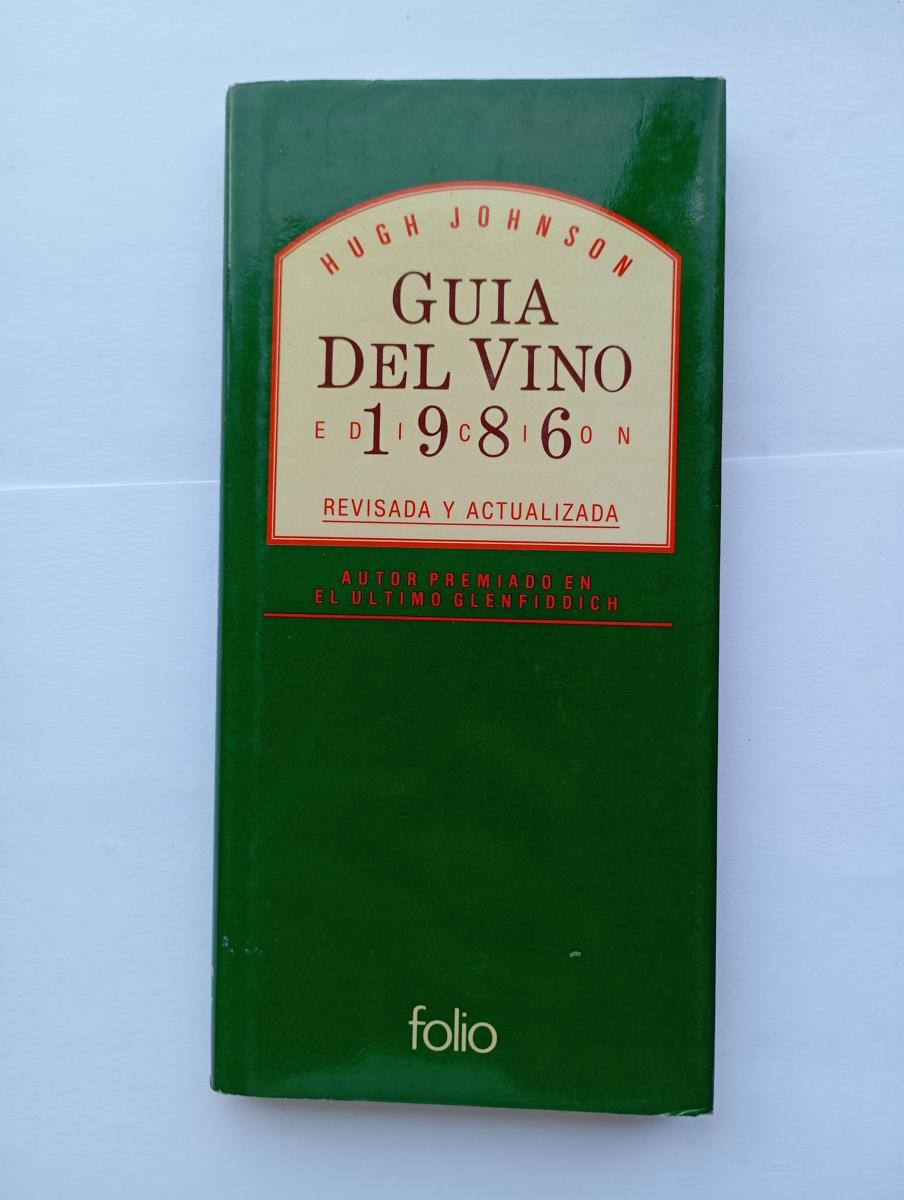 HUGH JOHNSON
GUIA
DEL VINO
1986
EDICION
REVISADA Y ACTUALIZADA
AUTOR PREMIADO EN
EL ULTIMO GLENFIDDICH
folio